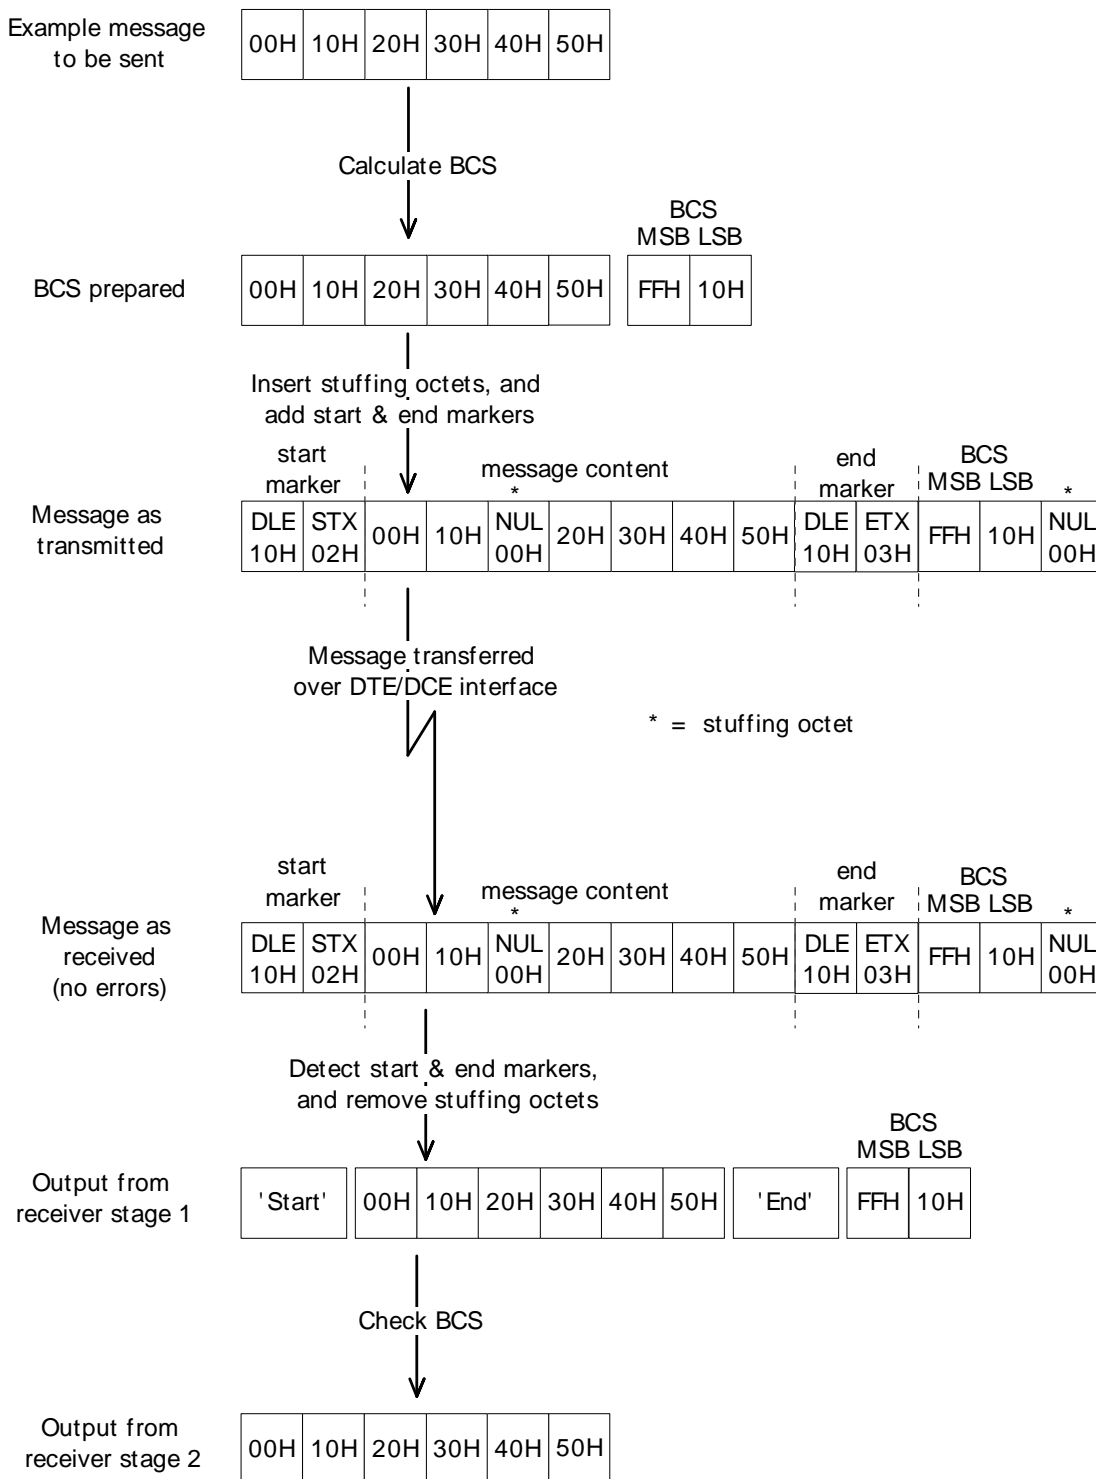 Example message
to be sent
00H 10H 20H 30H 40H 50H
Calculate BCS
BCS
MSB LSB
BCS prepared
00H 10H 20H 30H 40H 50H FFH 10H
Insert stuffing octets, and
add start & end markers
start
marker
message content
*
end
marker
BCS
MSB LSB
*
Message as
transmitted
DLE STX 00H 10H NUL 20H 30H 40H 50H DLE ETX FFH 10H NUL
10H 02H 00H 10H 03H 00H
Message transferred
over DTE/DCE interface
* = stuffing octet
start
marker
message content
*
end
marker
BCS
MSB LSB
*
Message as
received
(no errors)
DLE STX 00H 10H NUL 20H 30H 40H 50H DLE ETX FFH 10H NUL
10H 02H 00H 10H 03H 00H
Detect start & end markers,
and remove stuffing octets
BCS
MSB LSB
Output from
receiver stage 1
'Start' 00H 10H 20H 30H 40H 50H 'End' FFH 10H
Check BCS
Output from
receiver stage 2
00H 10H 20H 30H 40H 50H